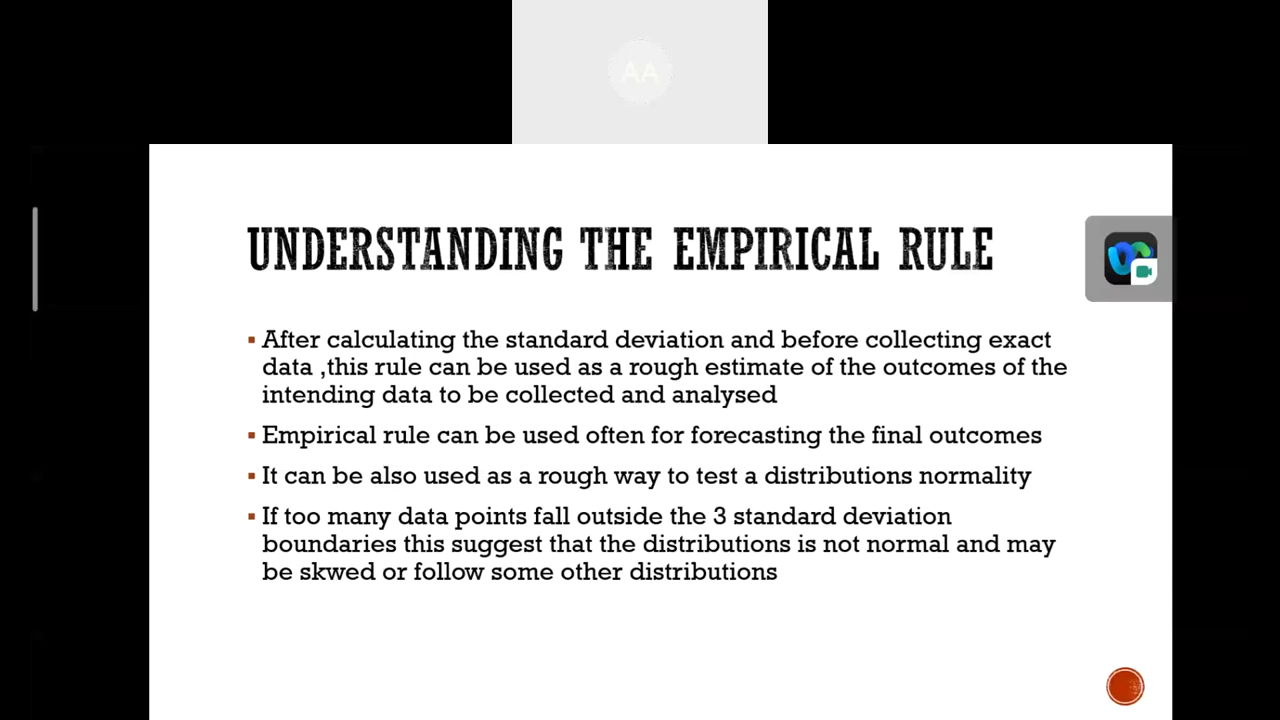 AA
UNDERSTANDING THE EMPIRICAL RULE
▪ After calculating the standard deviation and before collecting exact
data ,this rule can be used as a rough estimate of the outcomes of the
intending data to be collected and analysed
▪ Empirical rule can be used often for forecasting the final outcomes
▪ It can be also used as a rough way to test a distributions normality
▪ If too many data points fall outside the 3 standard deviation
boundaries this suggest that the distributions is not normal and may
be skwed or follow some other distributions